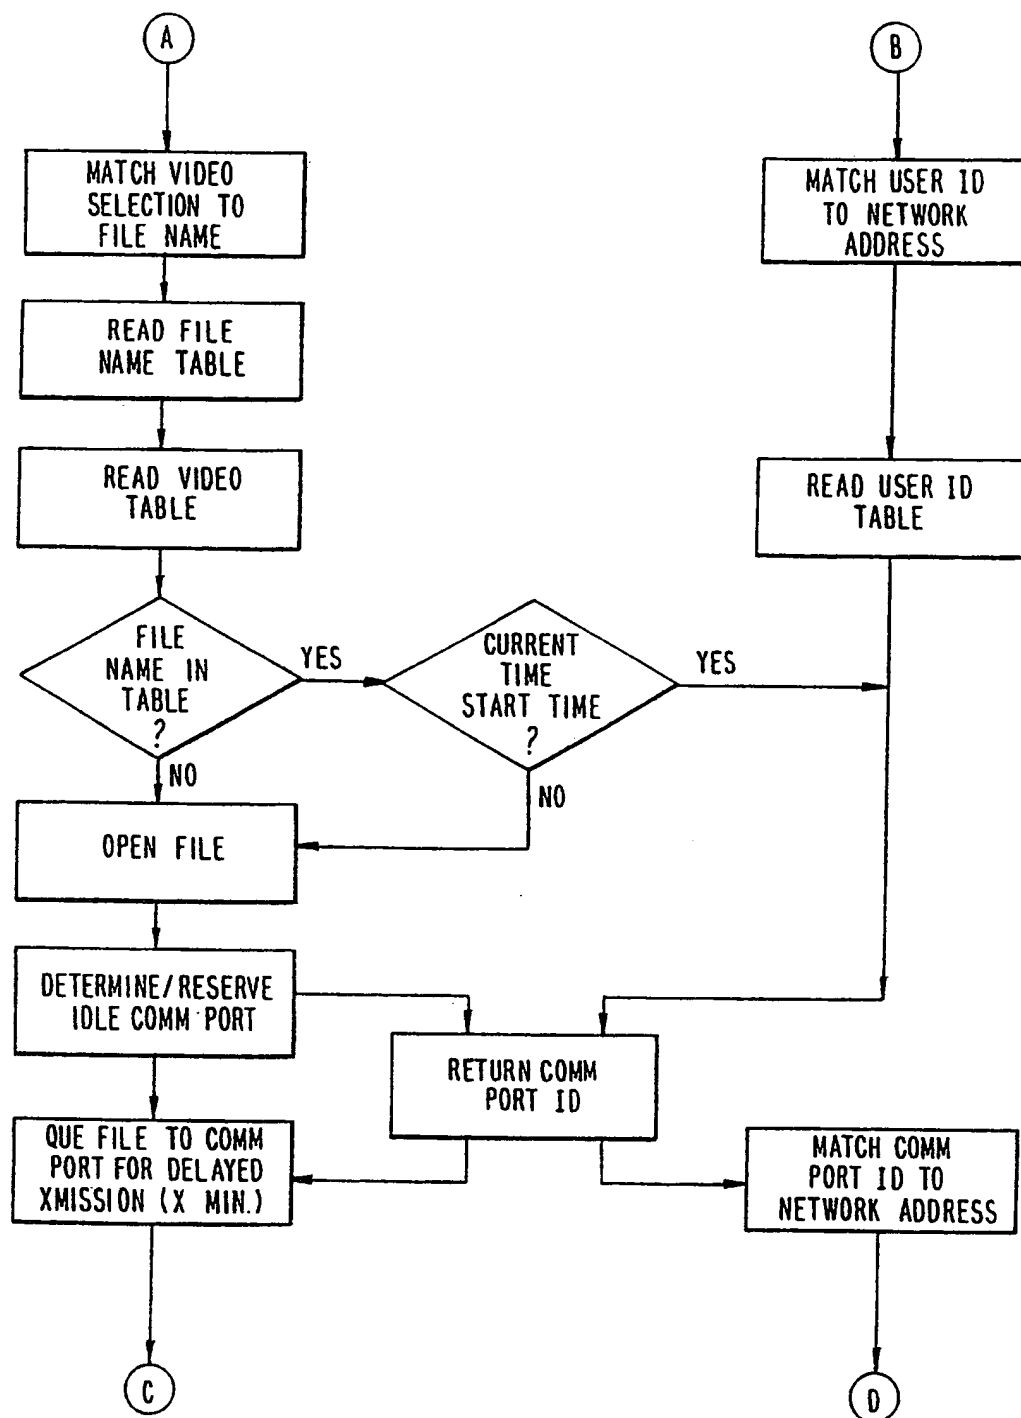 A
B
MATCH VIDEO
SELECTION TO
FILE NAME
MATCH USER ID
TO NETWORK
ADDRESS
READ FILE
NAME TABLE
READ VIDEO
TABLE
READ USER ID
TABLE
FILE
NAME IN
TABLE
?
YES
CURRENT
TIME
START TIME
?
YES
NO
NO
OPEN FILE
DETERMINE/RESERVE
IDLE COMM PORT
RETURN COMM
PORT ID
QUE FILE TO COMM
PORT FOR DELAYED
XMISSION (X MIN.)
MATCH COMM
PORT ID TO
NETWORK ADDRESS
C
D